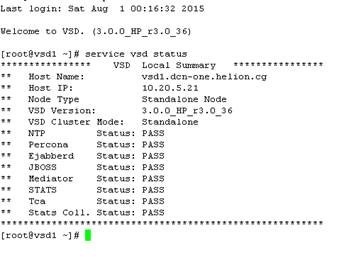 Last login: Sat Aug  1 00:16:32 2015
Welcome to VSD. (3.0.0_HP_r3.0_36)
[root@vsd1 ~]# service vsd status
***************    VSD  Local Summary   ***************
**   Host Name:          vsd1.dcn-one.helion.cg
**   Host IP:            10.20.5.21
**   Node Type           Standalone Node
**   VSD Version:        3.0.0_HP_r3.0_36
**   VSD Cluster Mode:   Standalone
**   NTP         Status: PASS
**   Percona     Status: PASS
**   Ejabberd    Status: PASS
**   JBOSS       Status: PASS
**   Mediator    Status: PASS
**   STATS       Status: PASS
**   Tca         Status: PASS
**   Stats Coll. Status: PASS
******************************************************
[root@vsd1 ~]#